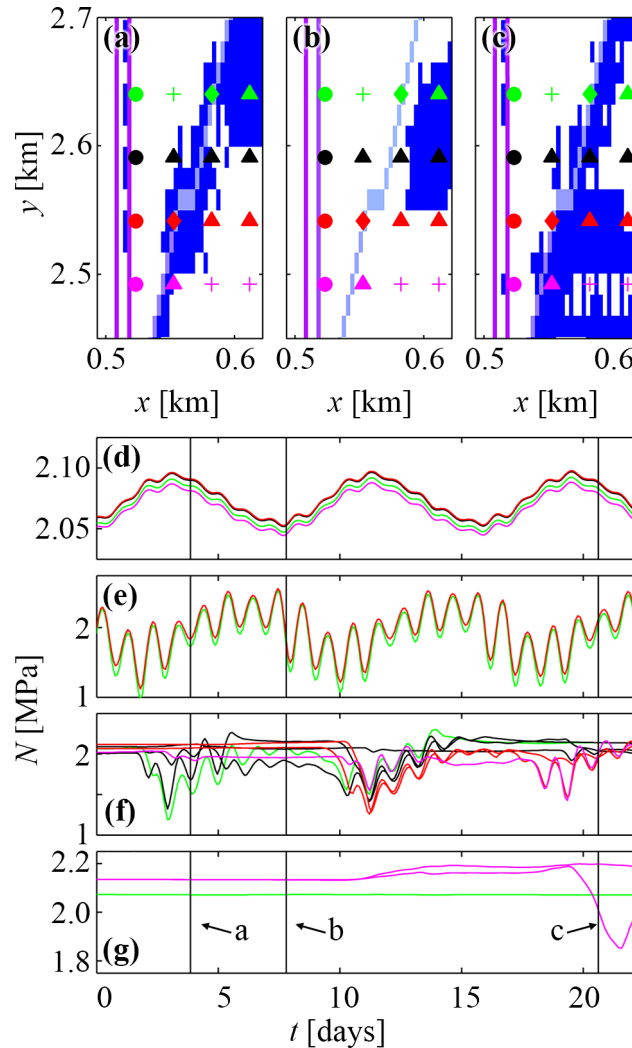 2.7
2.6
2.5
y [km]
(a) (b) (c)
0.5 0.6 0.5 0.6 0.5 0.6
x [km] x [km] x [km]
(d)
2.10
2.05
(e)
2
1
N [MPa]
2
1
(f)
2.2
2.0
1.8
(g)
a b c
0 5 10 15 20
t [days]